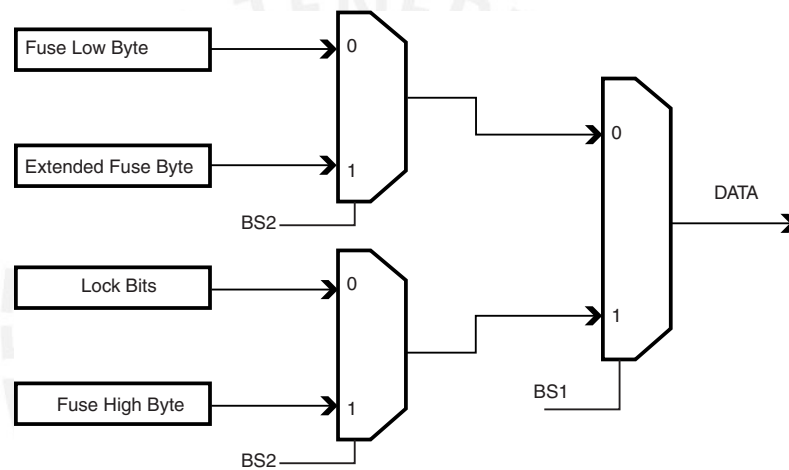 Fuse Low Byte
0
Extended Fuse Byte
1
BS2
0
DATA
Lock Bits
0
1
Fuse High Byte
1
BS1
BS2